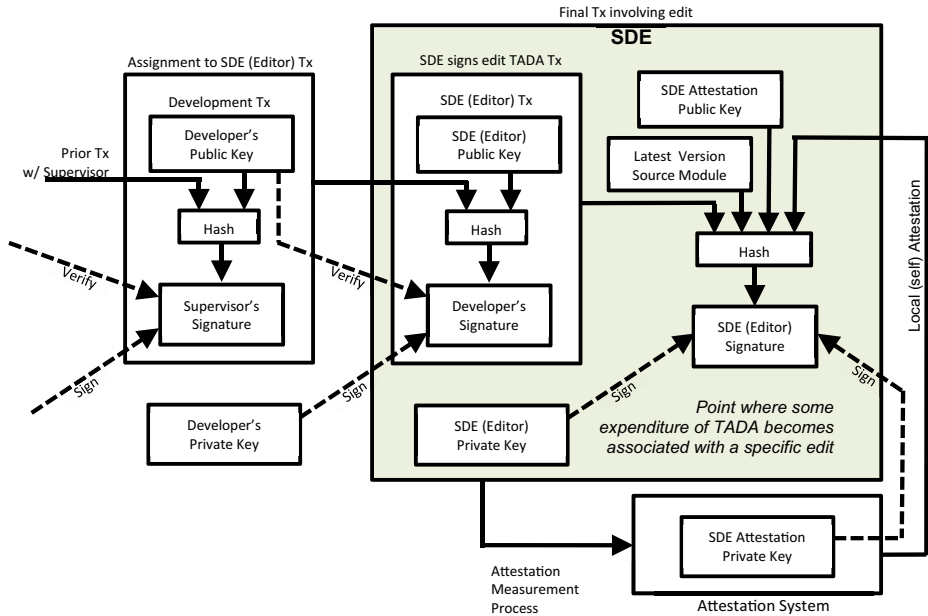 Final Tx involving edit
SDE
Assignment to SDE (Editor) Tx
SDE signs edit TADA Tx
Development Tx
Developer's
Public Key
Prior Tx
w/ Supervisor
Hash
Verify
Supervisor's
Signature
Sign
Developer's
Private Key
SDE (Editor) Tx
SDE (Editor)
Public Key
Hash
Verify
Developer's
Signature
Sign
SDE (Editor)
Private Key
SDE Attestation
Public Key
Latest Version
Source Module
Hash
SDE (Editor)
Signature
Sign
Sign
Point where some
expenditure of TADA becomes
associated with a specific edit
Local (self) Attestation
SDE Attestation
Private Key
Attestation
Measurement
Process
Attestation System